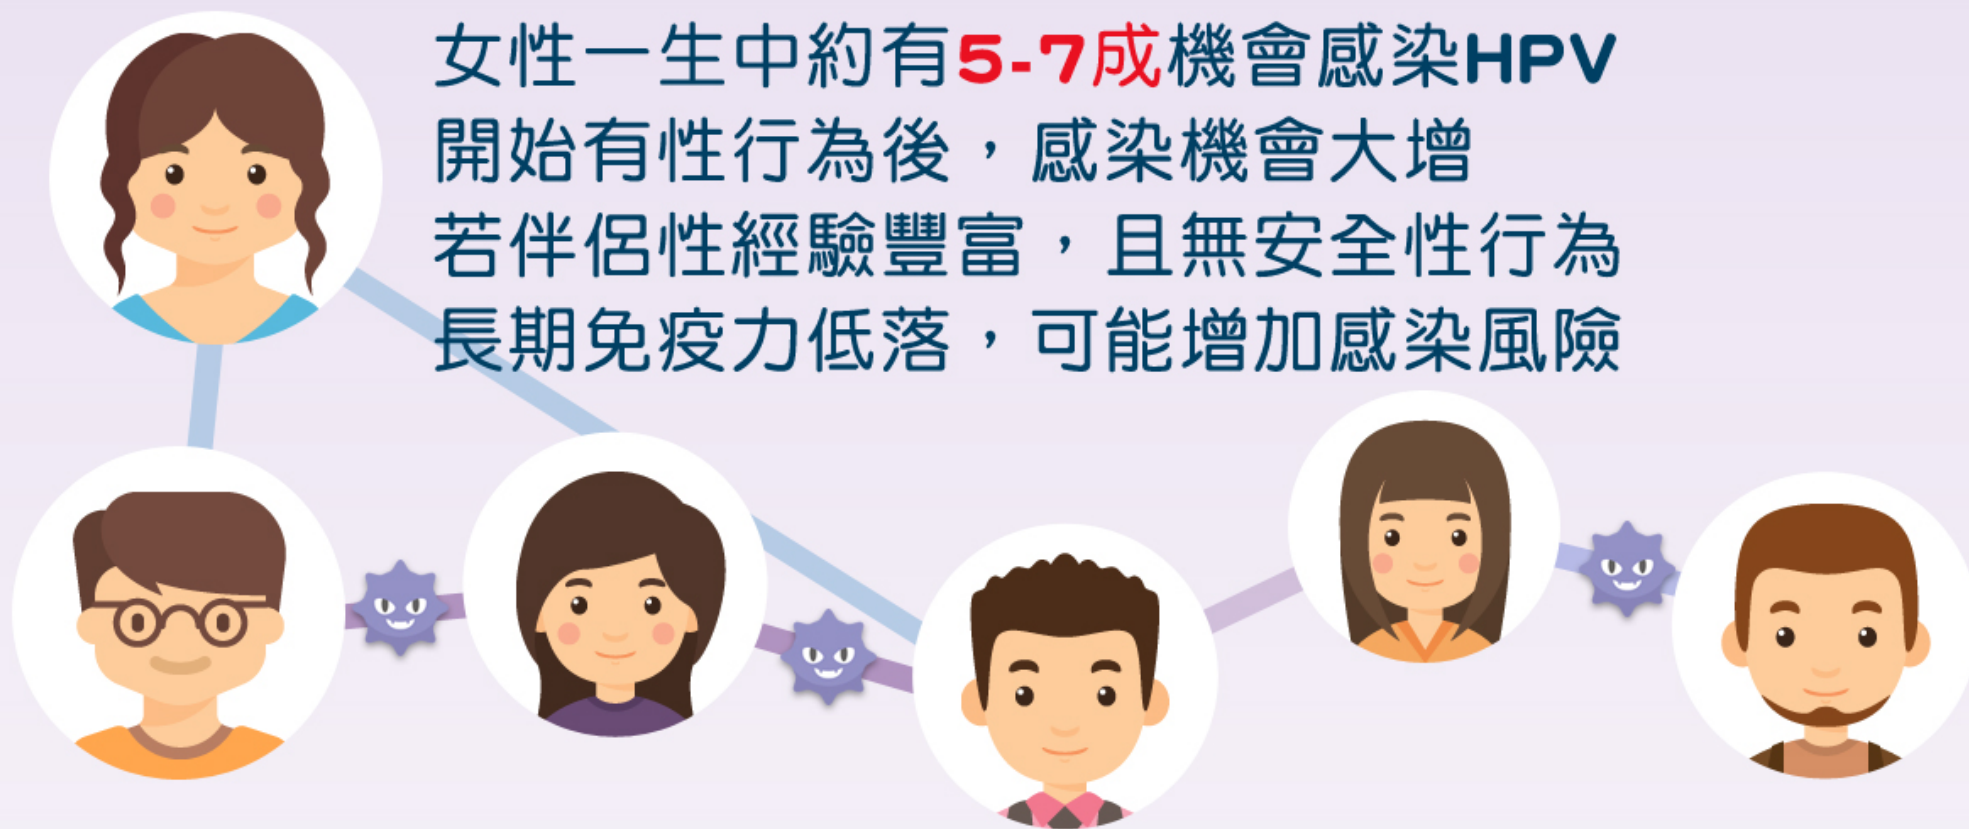 女性一生中約有5-7成機會感染HPV
開始有性行為後，感染機會大增
若伴侶性經驗豐富，且無安全性行為
長期免疫力低落，可能增加感染風險